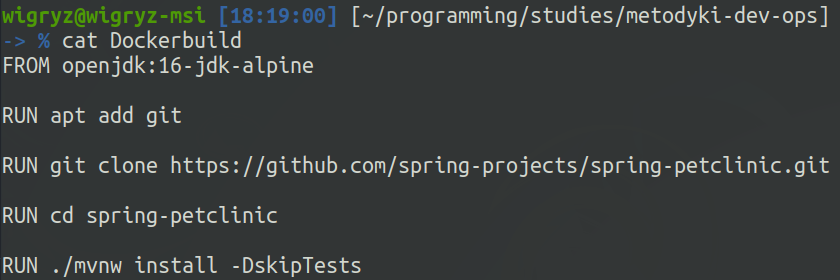 wigryz@wigryz-msi [18:19:00] [~/programming/studies/metodyki-dev-ops]
-> % cat Dockerbuild
FROM openjdk:16-jdk-alpine
RUN apt add git
RUN git clone https://github.com/spring-projects/spring-petclinic.git
RUN cd spring-petclinic
RUN ./mvnw install -DskipTests